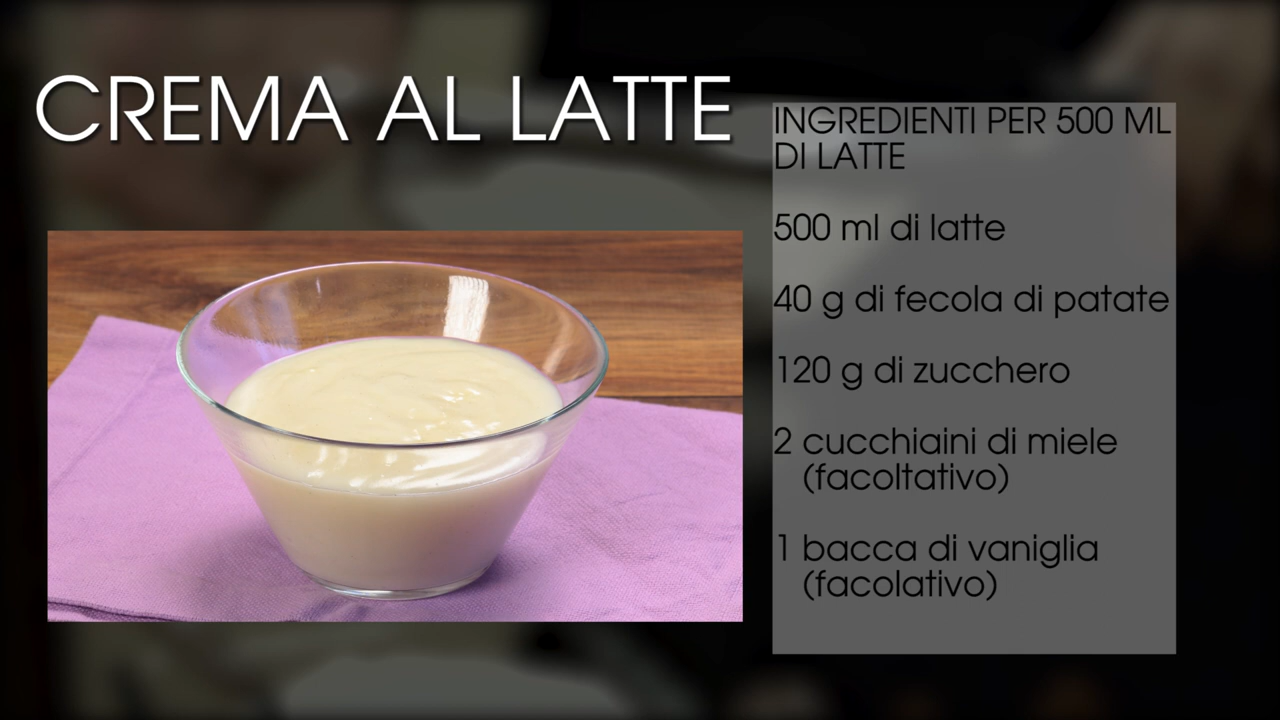 CREMA AL LATTE
INGREDIENTI PER 500 ML
DI LATTE
500 ml di latte
40 g di fecola di patate
120 g di zucchero
2 cucchiaini di miele
(facoltativo)
1 bacca di vaniglia
(facolativo)